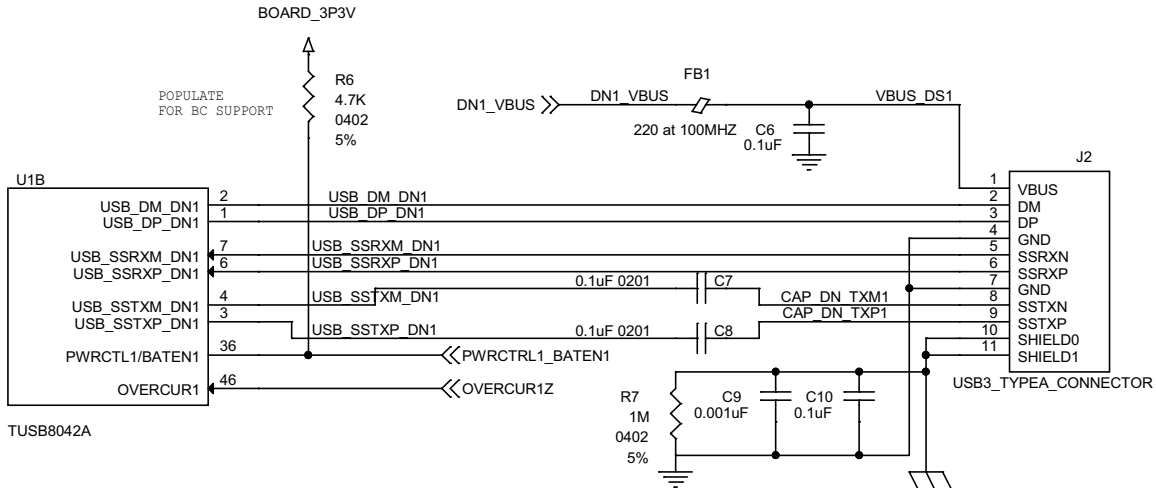 BOARD_3P3V
R6
4.7K
0402
5%
POPULATE
FOR BC SUPPORT
FB1
DN1_VBUS
DN1_VBUS
VBUS_DS1
220 at 100MHZ
C6
0.1uF
J2
U1B
USB_DM_DN1
2
USB_DM_DN1
USB_DP_DN1
1
USB_DP_DN1
USB_SSRXM_DN1
7
USB_SSRXM_DN1
USB_SSRXP_DN1
6
USB_SSRXP_DN1
USB_SSTXM_DN1
4
USB_SSTXM_DN1
0.1uF 0201
C7
CAP_DN_TXM1
USB_SSTXP_DN1
3
USB_SSTXP_DN1
0.1uF 0201
C8
CAP_DN_TXP1
PWRCTL1/BATEN1
36
PWRCTRL1_BATEN1
OVERCUR1
46
OVERCUR1Z
TUSB8042A
1
VBUS
2
DM
3
DP
4
GND
5
SSRXN
6
SSRXP
7
GND
8
SSTXN
9
SSTXP
10
SHIELD0
11
SHIELD1
USB3_TYPEA_CONNECTOR
R7
1M
0402
5%
C9
0.001uF
C10
0.1uF